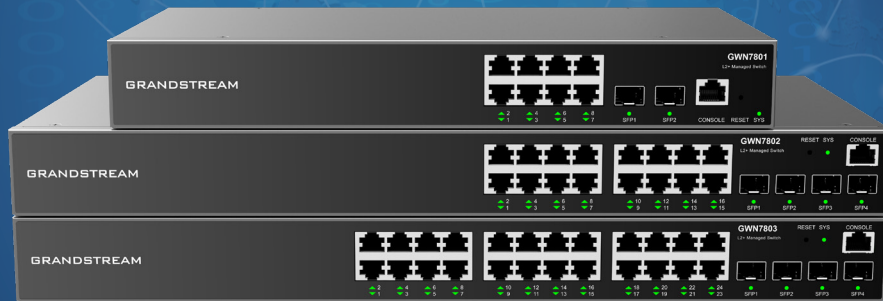 GWN7801
L2+ Managed Switch
GRANDSTREAM
2 4 6 8
1 3 5 7
SFP1 SFP2 CONSOLE RESET SYS
GWN7802 RESET SYS CONSOLE
L2+ Managed Switch
GRANDSTREAM
2 4 6 8 10 12 14 16
1 3 5 7 9 11 13 15
SFP1 SFP2 SFP3 SFP4
GWN7803 RESET SYS CONSOLE
L2+ Managed Switch
GRANDSTREAM
2 4 6 8 10 12 14 16 18 20 22 24
1 3 5 7 9 11 13 15 17 19 21 23
SFP1 SFP2 SFP3 SFP4